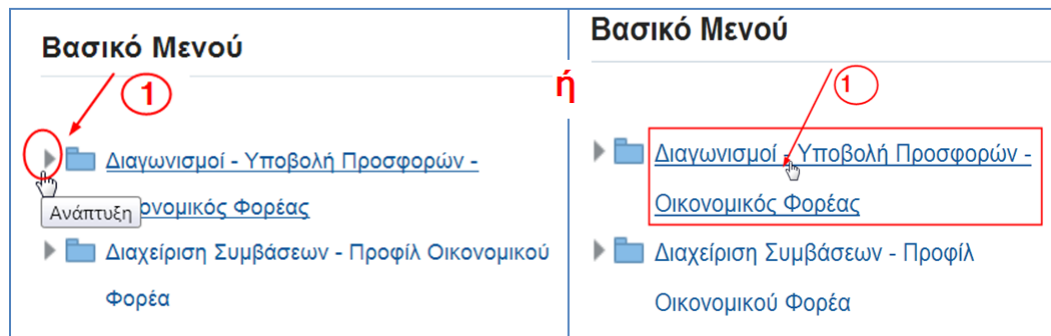 Βασικό Μενού
1
Διαγωνισμοί - Υποβολή Προσφορών -
ονομικός Φορέας
Ανάπτυξη
Διαχείριση Συμβάσεων - Προφίλ Οικονομικού
Φορέα
ή
Βασικό Μενού
1
Διαγωνισμοί - Υποβολή Προσφορών -
Οικονομικός Φορέας
Διαχείριση Συμβάσεων - Προφίλ
Οικονομικού Φορέα